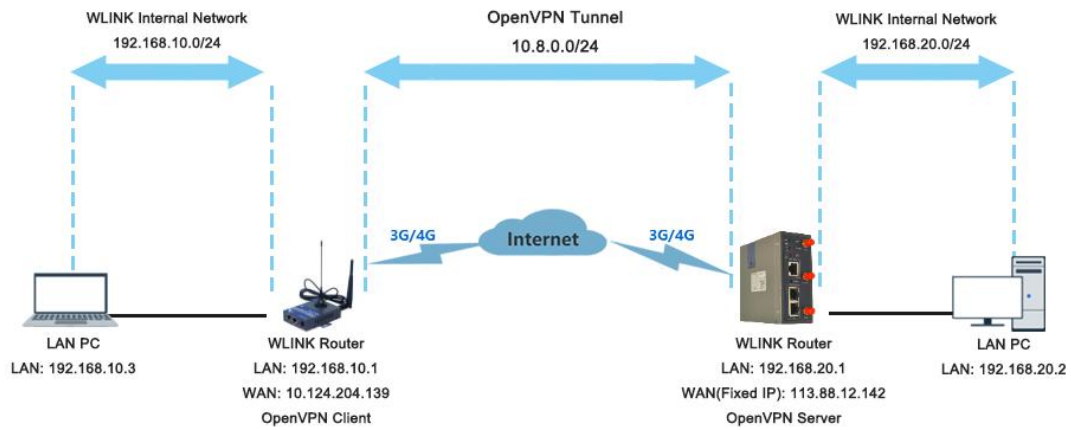 WLINK Internal Network
192.168.10.0/24
OpenVPN Tunnel
10.8.0.0/24
WLINK Internal Network
192.168.20.0/24
3G/4G
Internet
3G/4G
LAN PC
LAN: 192.168.10.3
WLINK Router
LAN: 192.168.10.1
WAN: 10.124.204.139
OpenVPN Client
WLINK Router
LAN: 192.168.20.1
WAN(Fixed IP): 113.88.12.142
OpenVPN Server
LAN PC
LAN: 192.168.20.2